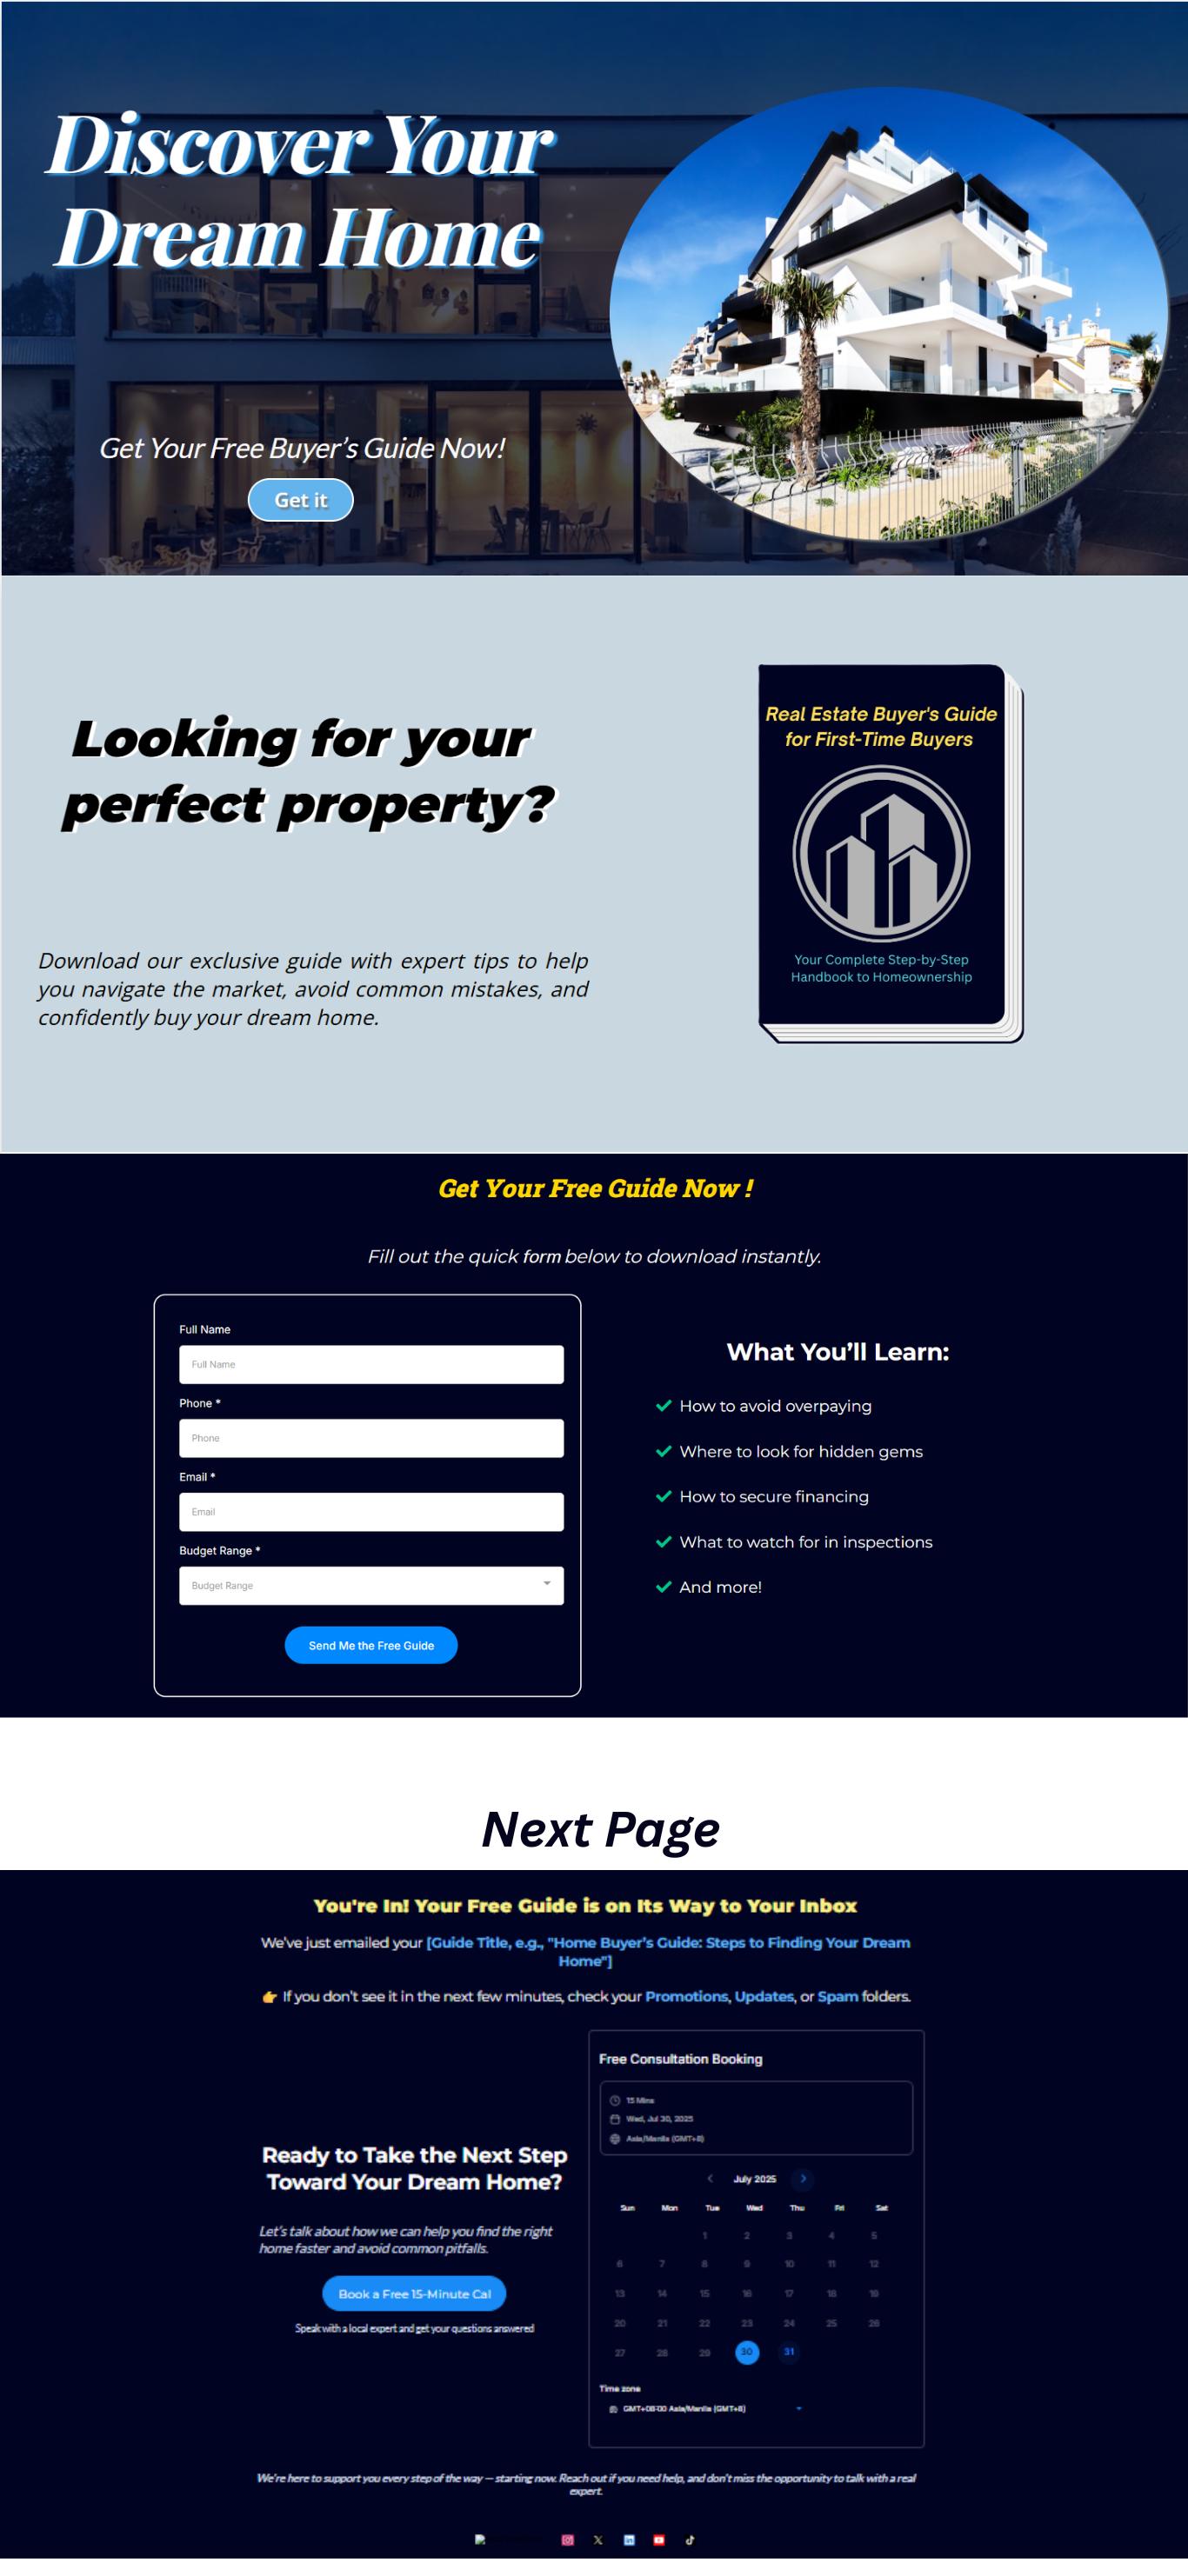 Discover Your
Dream Home
Get Your Free Buyer’s Guide Now!
Get it
Looking for your
perfect property?
Download our exclusive guide with expert tips to help
you navigate the market, avoid common mistakes, and
confidently buy your dream home.
Real Estate Buyer's Guide
for First-Time Buyers
Your Complete Step-by-Step
Handbook to Homeownership
Get Your Free Guide Now !
Fill out the quick form below to download instantly.
Full Name
Full Name
Phone *
Phone
Email *
Email
Budget Range *
Budget Range
Send Me the Free Guide
What You’ll Learn:
How to avoid overpaying
Where to look for hidden gems
How to secure financing
What to watch for in inspections
And more!
Next Page
You're In! Your Free Guide is on Its Way to Your Inbox
We’ve just emailed your [Guide Title, e.g., "Home Buyer’s Guide: Steps to Finding Your Dream
Home"]
👉 If you don’t see it in the next few minutes, check your Promotions, Updates, or Spam folders.
Ready to Take the Next Step
Toward Your Dream Home?
Let’s talk about how we can help you find the right
home faster and avoid common pitfalls.
Book a Free 15-Minute Cal
Speak with a local expert and get your questions answered
Free Consultation Booking
15 Mins
Wed, Jul 30, 2025
Asia/Manila (GMT+8)
July 2025
Sun Mon Tue Wed Thu Fri Sat
1 2 3 4 5
6 7 8 9 10 11 12
13 14 15 16 17 18 19
20 21 22 23 24 25 26
27 28 29 30 31
Time zone
GMT+08:00 Asia/Manila (GMT+8)
We’re here to support you every step of the way — starting now. Reach out if you need help, and don’t miss the opportunity to talk with a real
expert.